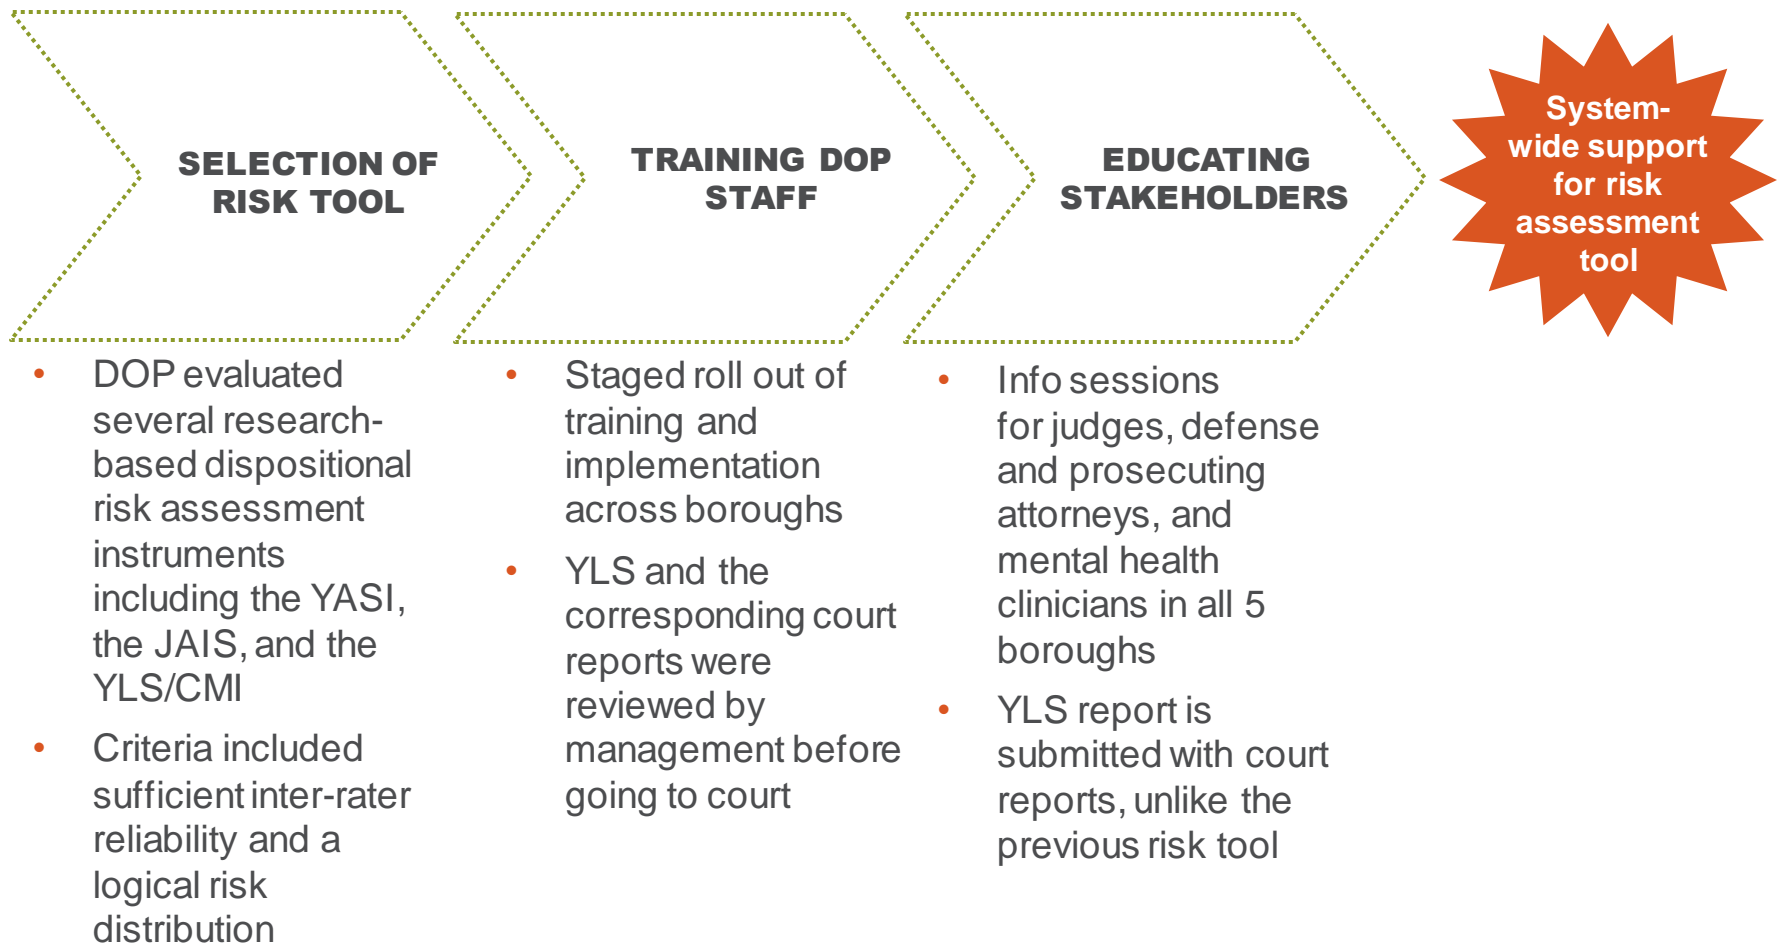 SELECTION OF
RISK TOOL
TRAINING DOP
STAFF
EDUCATING
STAKEHOLDERS
System-
wide support
for risk
assessment
tool
• DOP evaluated
several research-
based dispositional
risk assessment
instruments
including the YASI,
the JAIS, and the
YLS/CMI
• Criteria included
sufficient inter-rater
reliability and a
logical risk
distribution
• Staged roll out of
training and
implementation
across boroughs
• YLS and the
corresponding court
reports were
reviewed by
management before
going to court
• Info sessions
for judges, defense
and prosecuting
attorneys, and
mental health
clinicians in all 5
boroughs
• YLS report is
submitted with court
reports, unlike the
previous risk tool